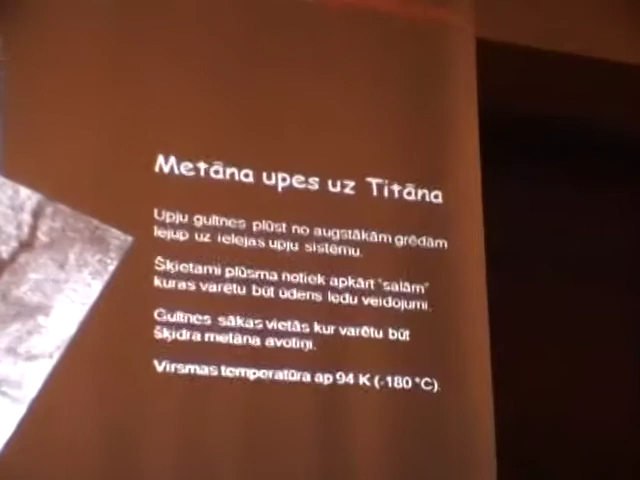 Metāna upes uz Titāna
Upju gultnes plūst no augstākām grēdām
lejup uz ielejas upju sistēmu.
Šķietami plūsma notiek apkārt "salām"
kuras varētu būt ūdens ledu veidojumi.
Gultnes sākas vietās kur varētu būt
šķidra metāna avotiņi.
Virsmas temperatūra ap 94 K (-180 °C).